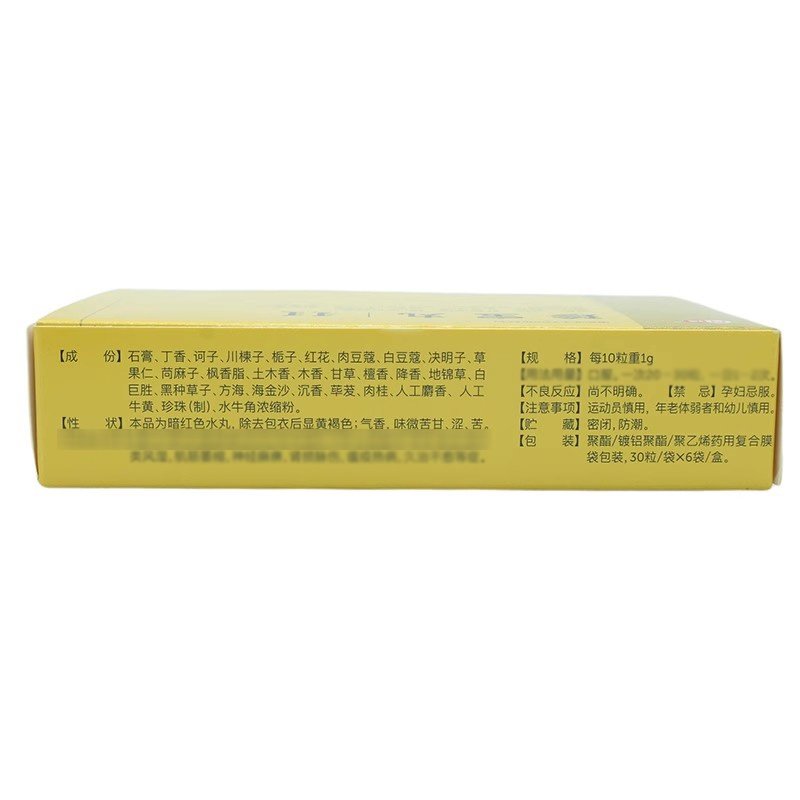 【成 份】石膏、丁香、诃子、川楝子、栀子、红花、肉豆蔻、白豆蔻、决明子、草
果仁、苘麻子、枫香脂、土木香、木香、甘草、檀香、降香、地锦草、白
巨胜、黑种草子、方海、海金沙、沉香、荜茇、肉桂、人工麝香、人工
牛黄、珍珠（制）、水牛角浓缩粉。
【性 状】本品为暗红色水丸，除去包衣后显黄褐色；气香，味微苦甘、涩、苦。
【规 格】每10粒重1g
【不良反应】尚不明确。 【禁 忌】孕妇忌服。
【注意事项】运动员慎用，年老体弱者和幼儿慎用。
【贮 藏】密闭，防潮。
【包 装】聚酯/镀铝聚酯/聚乙烯药用复合膜
袋包装，30粒/袋×6袋/盒。